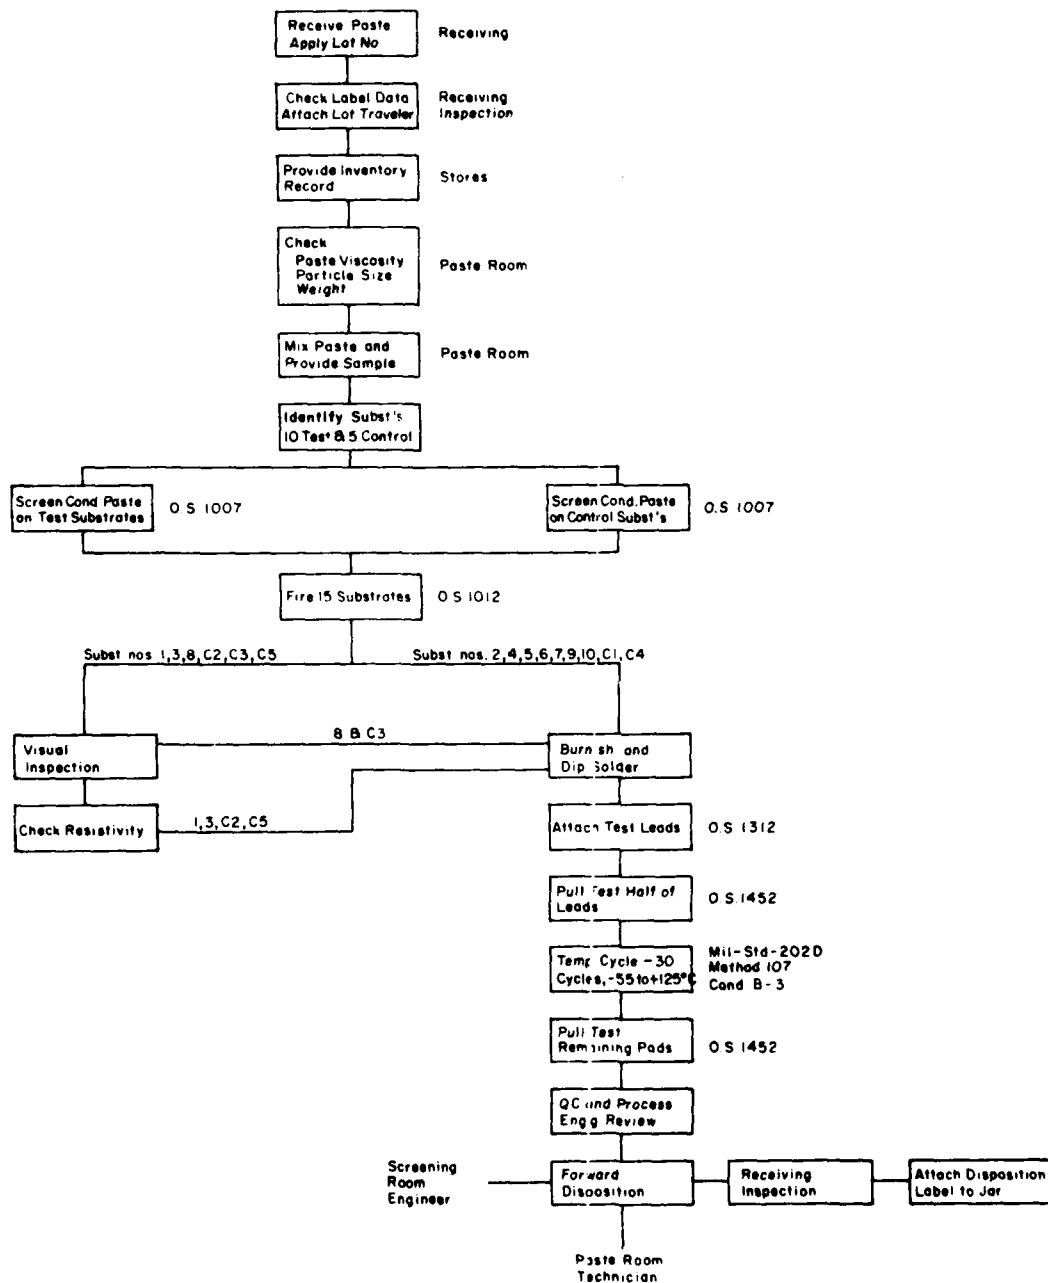 Receive Paste
Apply Lot No
Receiving
Check Label Data
Attach Lot Traveler
Receiving
Inspection
Provide Inventory
Record
Stores
Check
Paste Viscosity
Particle Size
Weight
Paste Room
Mix Paste and
Provide Sample
Paste Room
Identify Subst's
10 Test & 5 Control
Screen Cond Paste
on Test Substrates
O.S 1007
Screen Cond. Paste
on Control Subst's
O.S 1007
Fire 15 Substrates
O.S 1012
Subst nos 1,3,8,C2,C3,C5
Subst nos. 2,4,5,6,7,9,10,C1,C4
Visual
Inspection
8 & C3
Burnish and
Dip Solder
Check Resistivity
1,3,C2,C5
Attach Test Leads
O.S 1312
Pull Test Half of
Leads
O.S.1452
Temp Cycle -30
Cycles,-55to+125°C
Mil-Std-202D
Method 107
Cond B-3
Pull Test
Remaining Pads
O.S 1452
QC and Process
Eng'g Review
Screening
Room
Engineer
Forward
Disposition
Receiving
Inspection
Attach Disposition
Label to Jar
Paste Room
Technician